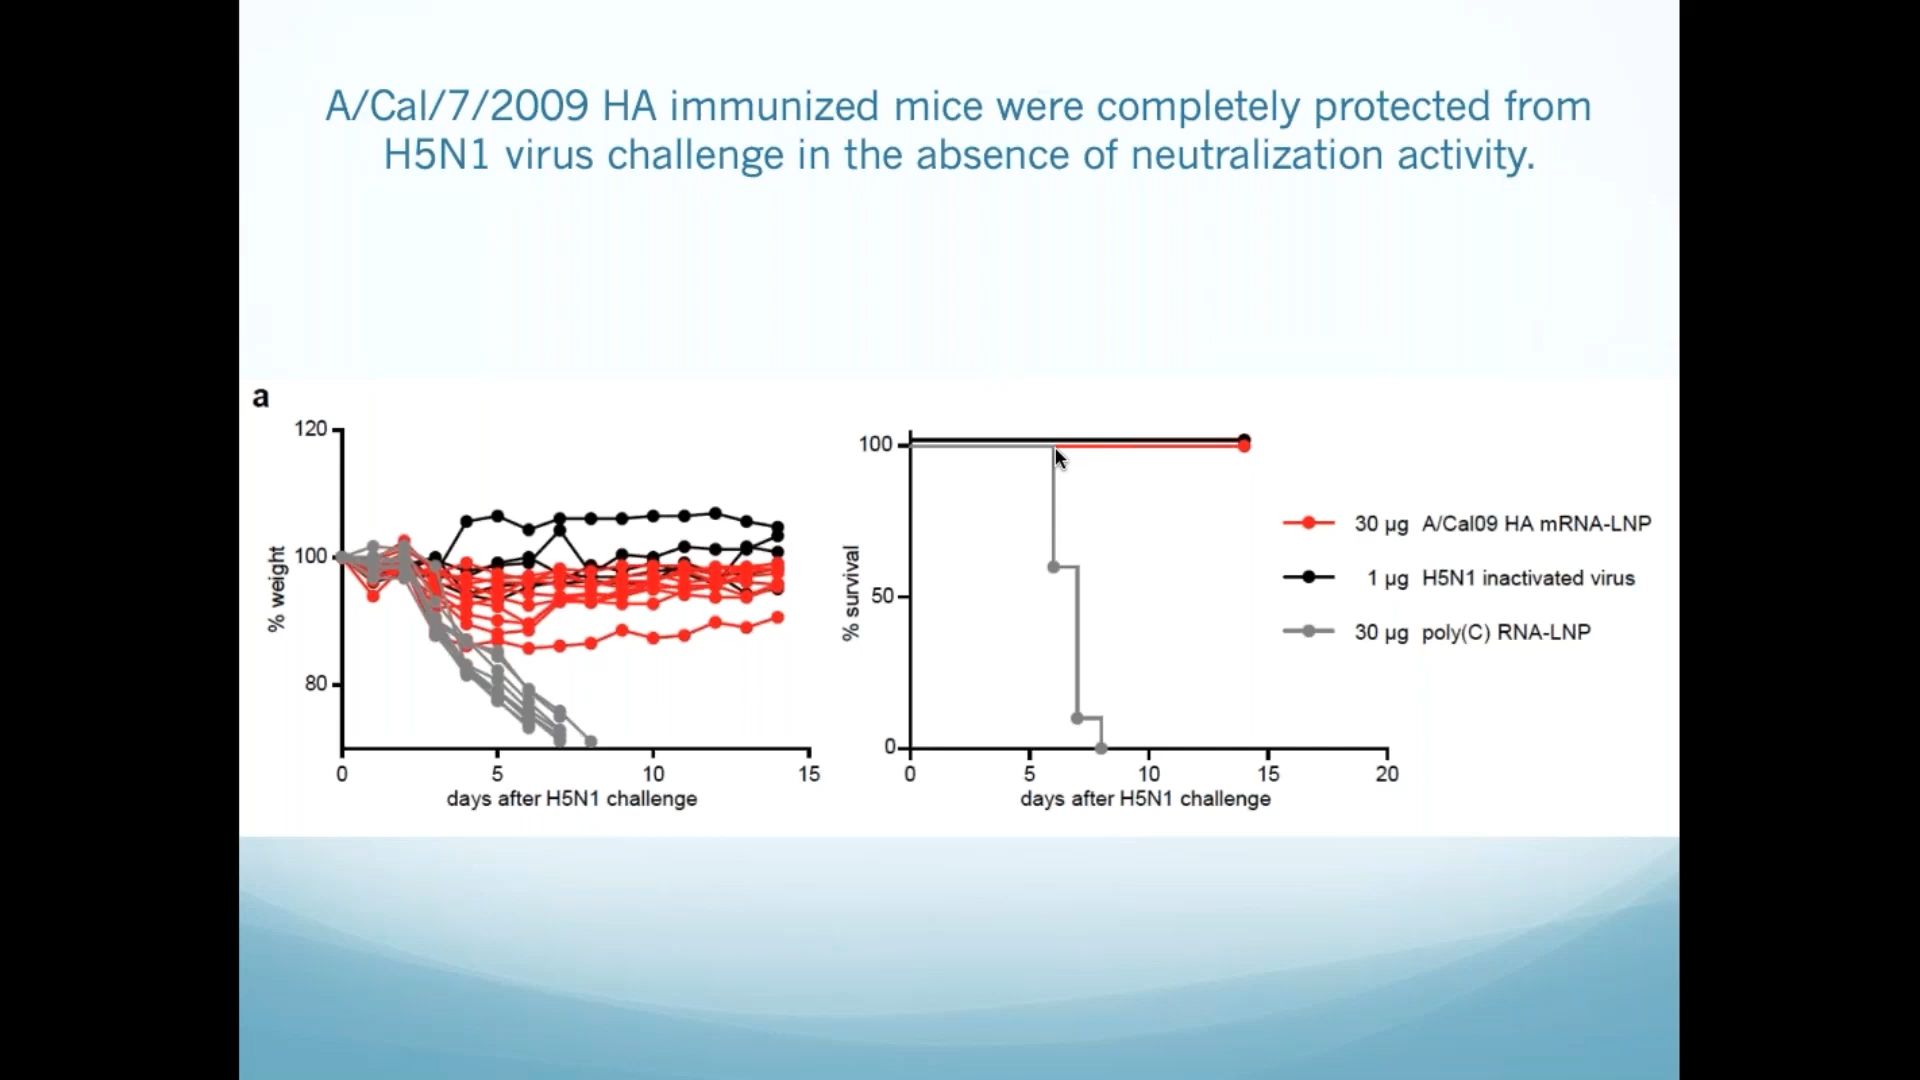 A/Cal/7/2009 HA immunized mice were completely protected from
H5N1 virus challenge in the absence of neutralization activity.
a
120
100
80
% weight
0 5 10 15
days after H5N1 challenge
100
50
0
% survival
0 5 10 15 20
days after H5N1 challenge
30 µg A/Cal09 HA mRNA-LNP
1 µg H5N1 inactivated virus
30 µg poly(C) RNA-LNP